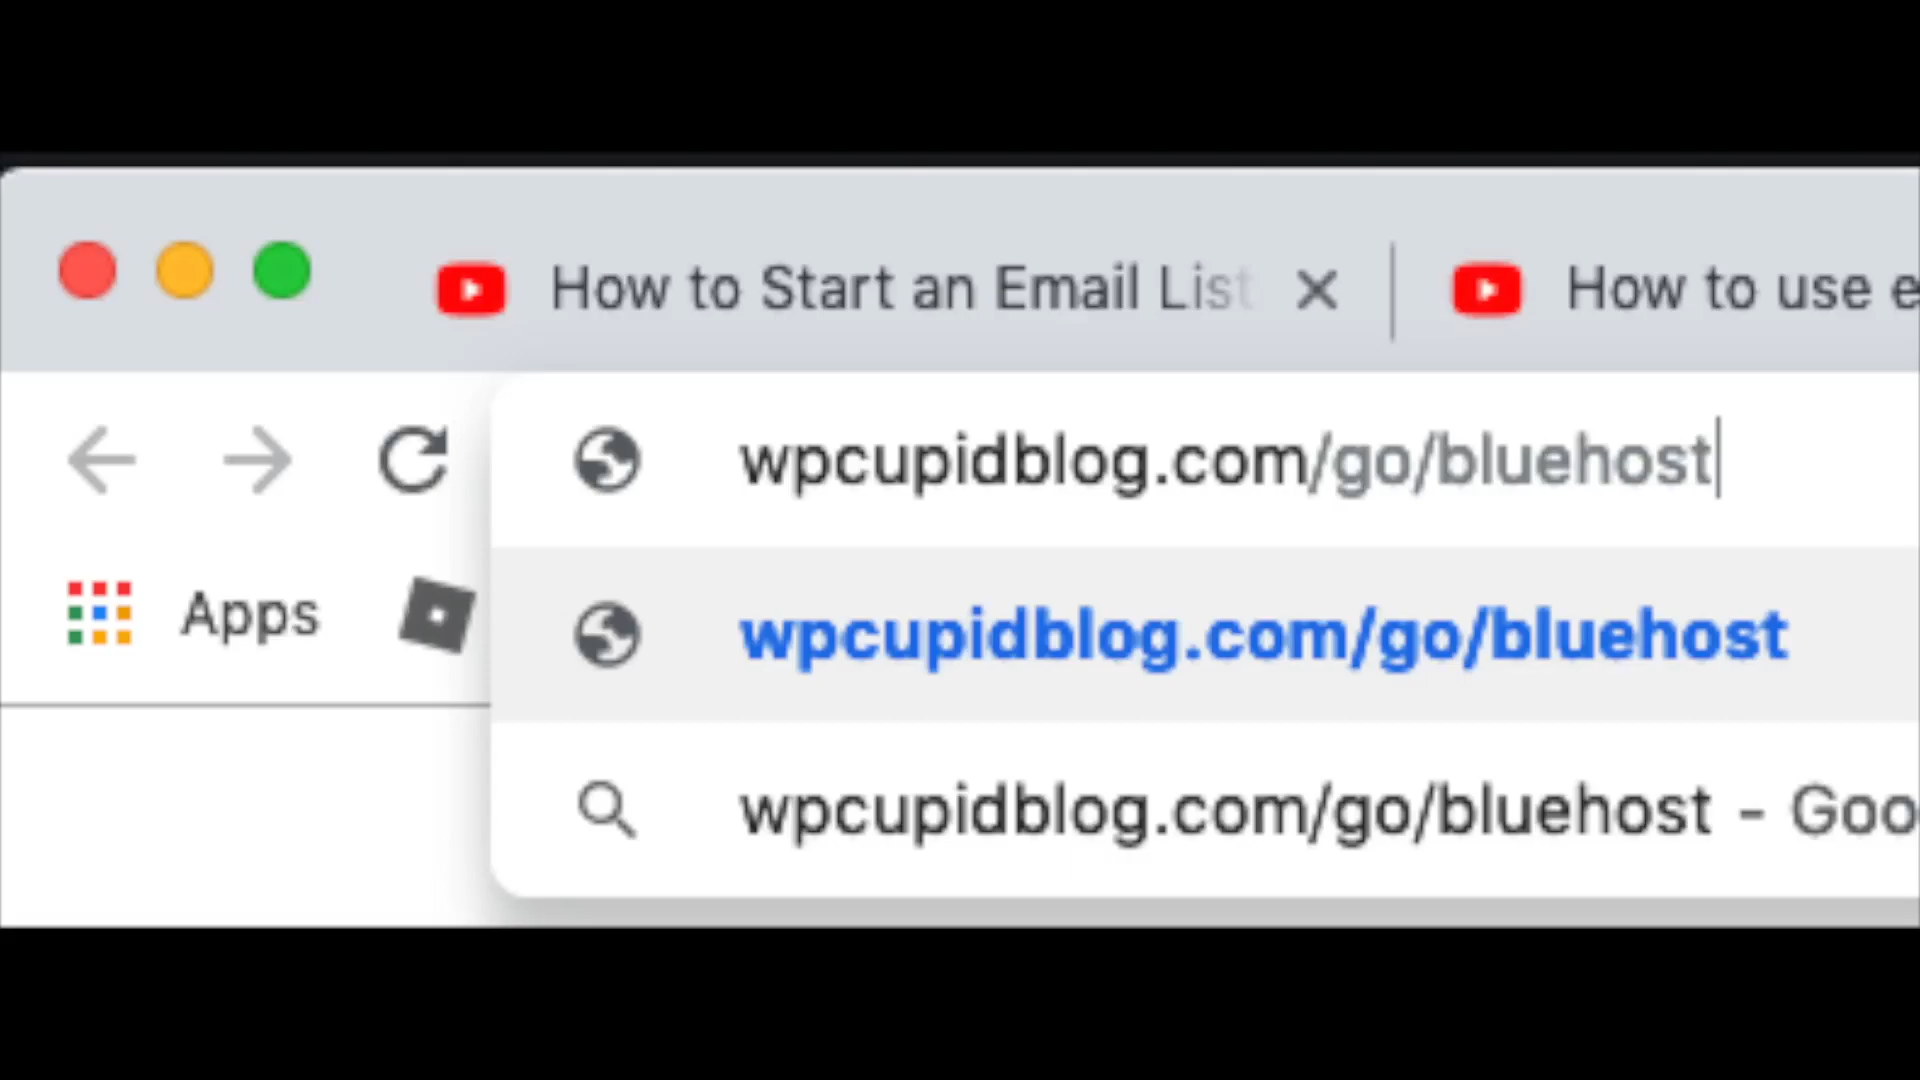 How to Start an Email List
How to use e
wpcupidblog.com/go/bluehost
Apps
wpcupidblog.com/go/bluehost
wpcupidblog.com/go/bluehost - Goo